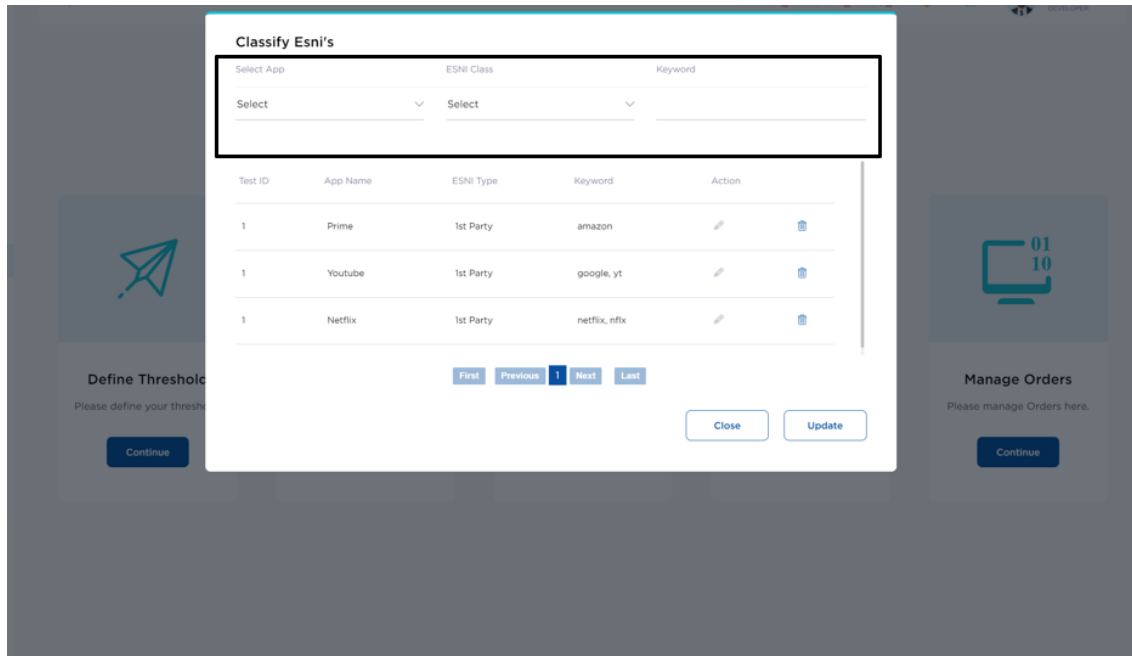 DEVELOPER
Classify Esni's
Select App ESNI Class Keyword
Select Select
Test ID App Name ESNI Type Keyword Action
1 Prime 1st Party amazon
1 Youtube 1st Party google, yt
1 Netflix 1st Party netflix, nflx
01
10
First Previous 1 Next Last
Define Threshold
Please define your thresho
Continue
Close Update
Manage Orders
Please manage Orders here.
Continue